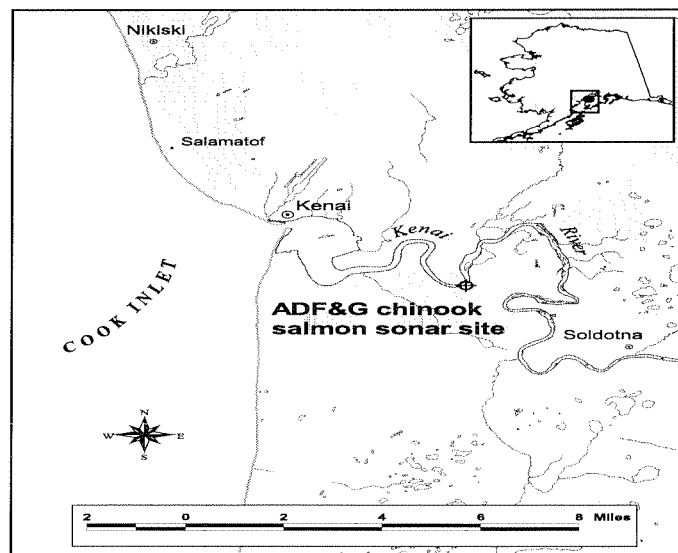 Nikiski
Salamatof
Kenai
Kenai
River
COOK INLET
ADF&G chinook
salmon sonar site
Soldotna
N
W E
S
2 0 2 4 6 8 Miles